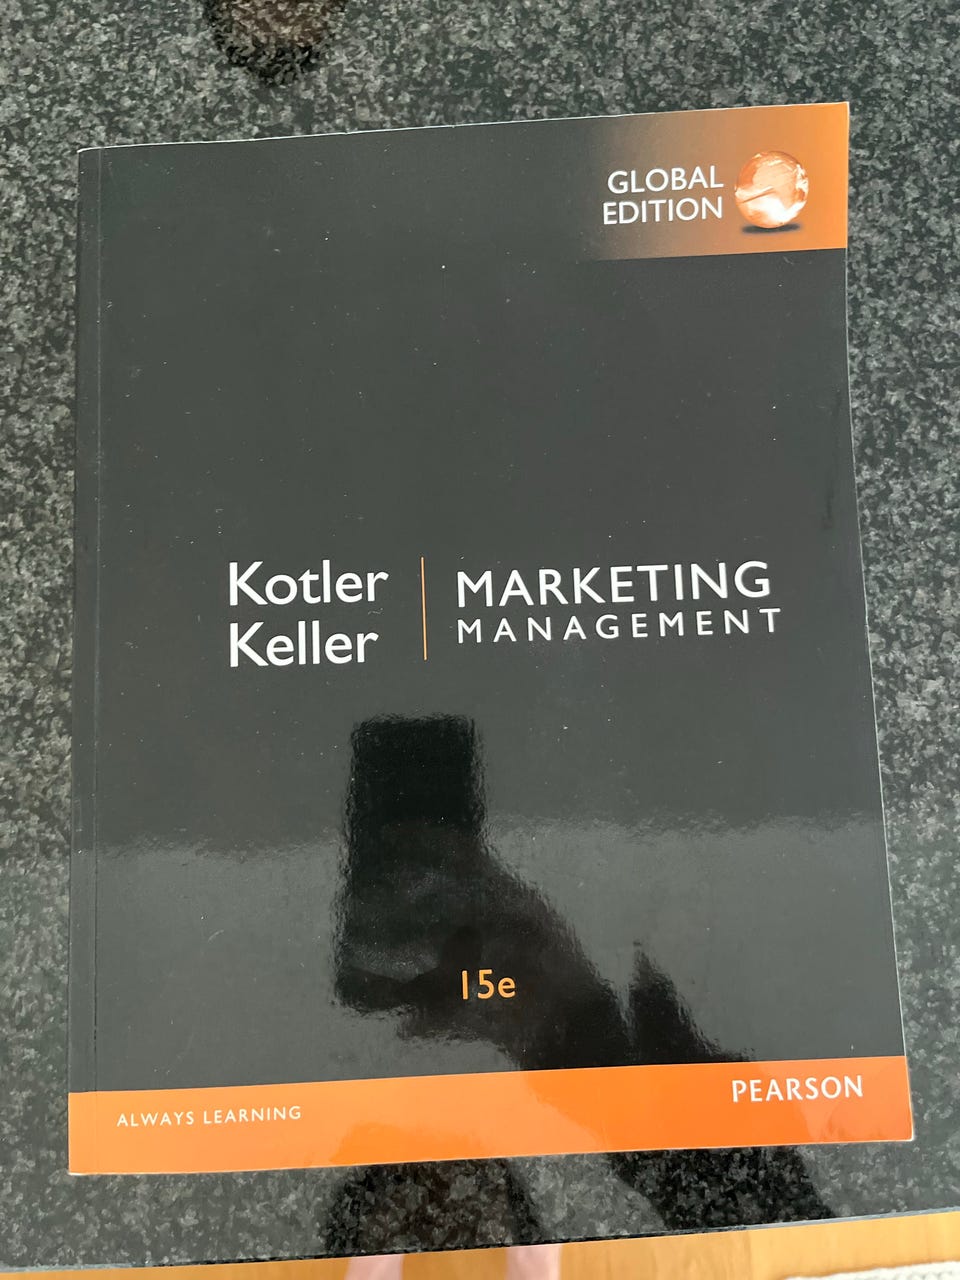 GLOBAL
EDITION
Kotler
Keller
MARKETING
MANAGEMENT
15e
ALWAYS LEARNING
PEARSON